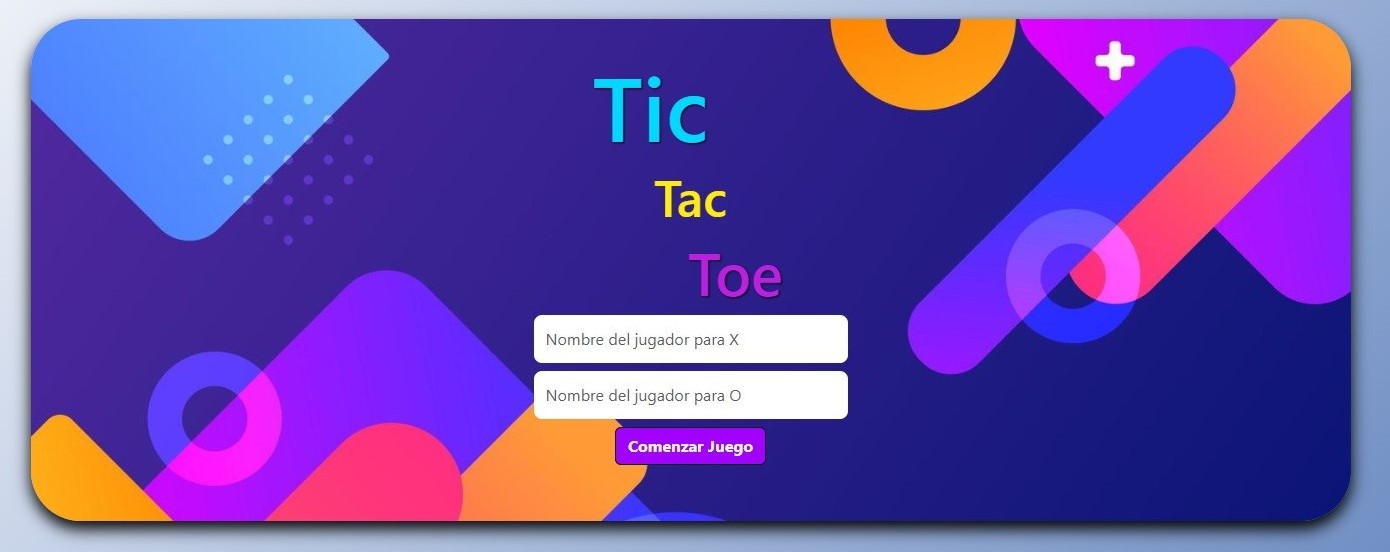 Tic
Tac
Toe
Nombre del jugador para X
Nombre del jugador para O
Comenzar Juego